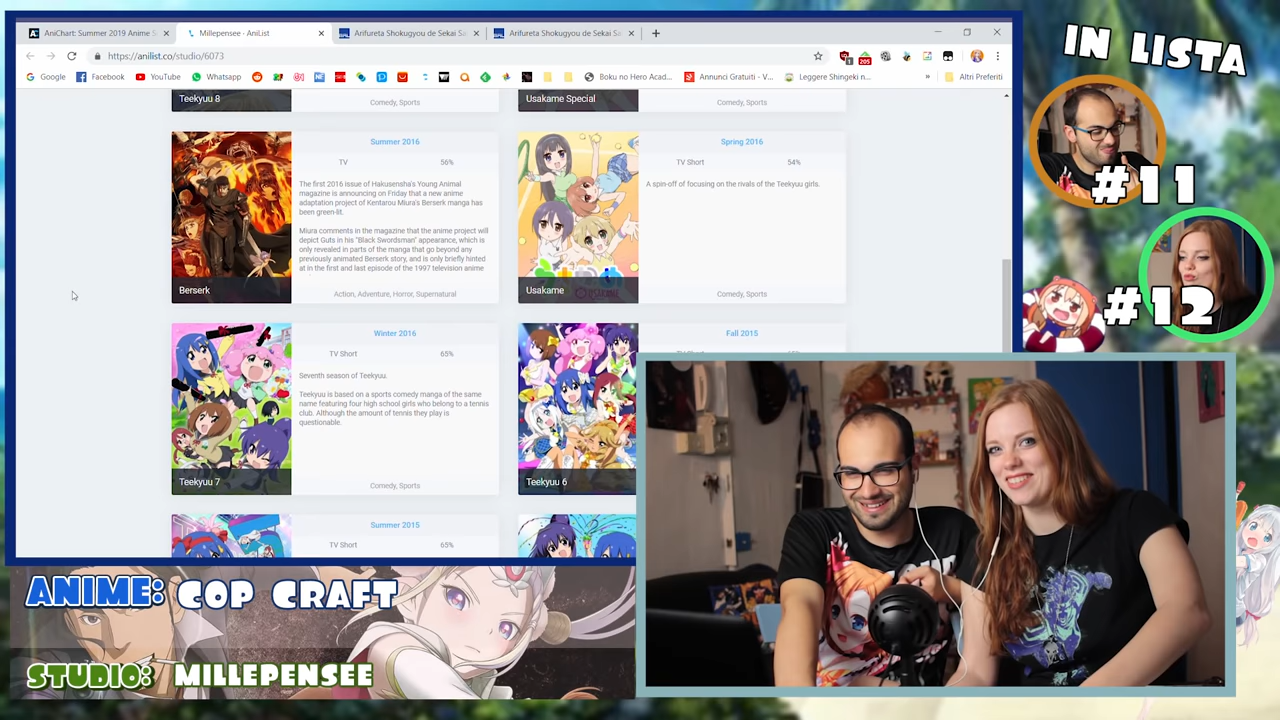 AniChart: Summer 2019 Anime S
Millepensee · AniList
Arifureta Shokugyou de Sekai Sa
Arifureta Shokugyou de Sekai Sa
https://anilist.co/studio/6073
Google
Facebook
YouTube
Whatsapp
Boku no Hero Acad...
Annunci Gratuiti - V...
Leggere Shingeki n...
Altri Preferiti
IN LISTA
#11
#12
Teekyuu 8
Comedy, Sports
Usakame Special
Comedy, Sports
Summer 2016
TV
56%
The first 2016 issue of Hakusensha's Young Animal
magazine is announcing on Friday that a new anime
adaptation project of Kentarou Miura's Berserk manga has
been green-lit.
Miura comments in the magazine that the anime project will
depict Guts in his "Black Swordsman" appearance, which is
only revealed in parts of the manga that go beyond any
previously animated Berserk story, and is only briefly hinted
at in the first and last episode of the 1997 television anime
Berserk
Action, Adventure, Horror, Supernatural
Spring 2016
TV Short
54%
A spin-off of focusing on the rivals of the Teekyuu girls.
Usakame
Comedy, Sports
Winter 2016
TV Short
65%
Seventh season of Teekyuu.
Teekyuu is based on a sports comedy manga of the same
name featuring four high school girls who belong to a tennis
club. Although the amount of tennis they play is
questionable.
Teekyuu 7
Comedy, Sports
Fall 2015
Teekyuu 6
Summer 2015
TV Short
65%
ANIME: COP CRAFT
STUDIO: MILLEPENSEE